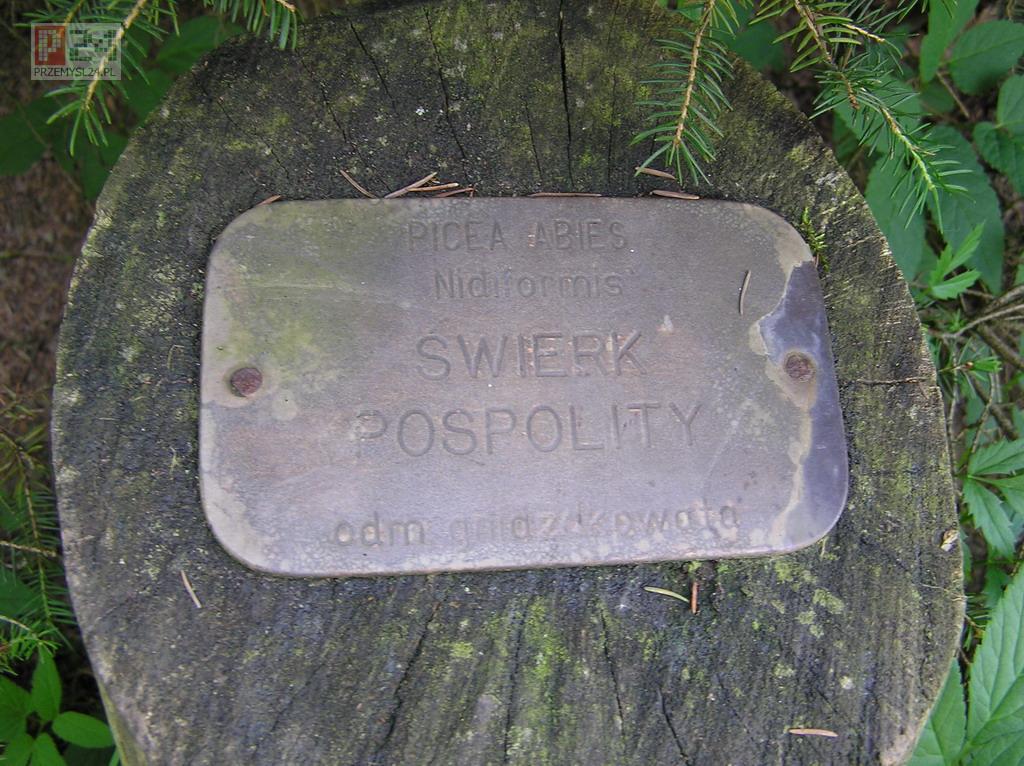 PRZEMYSL24.PL
PICEA ABIES
Nidiformis
ŚWIERK
POSPOLITY
odm gniazdkowata